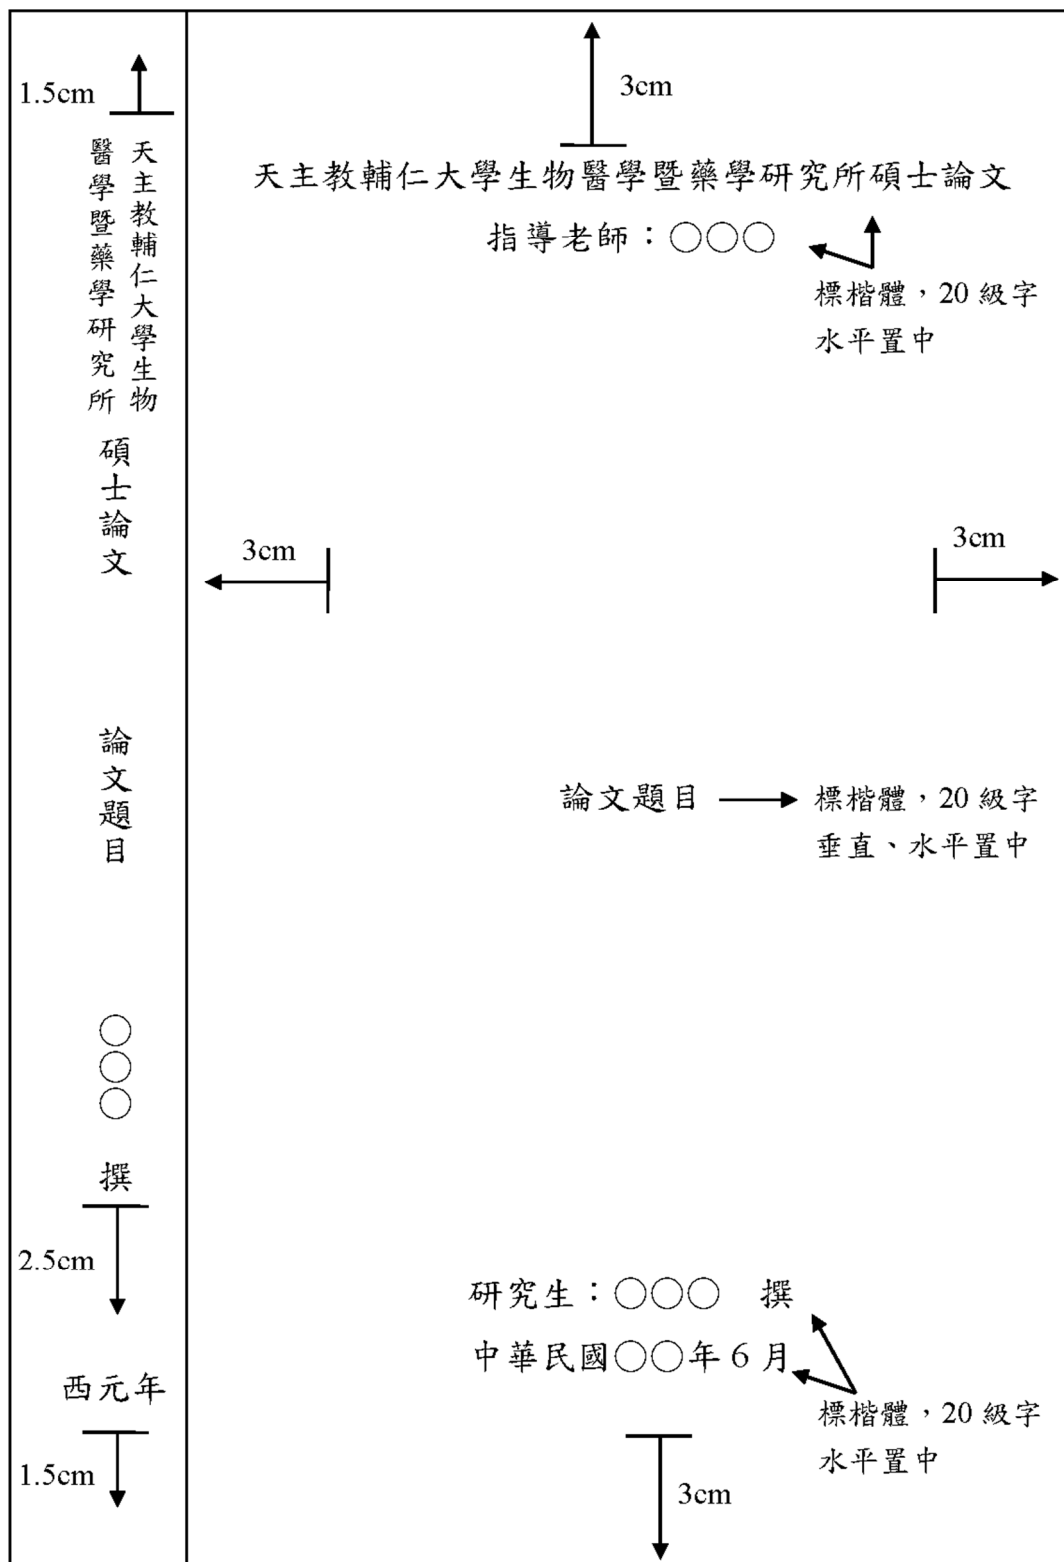 1.5cm
天主教輔仁大學生物
醫學暨藥學研究所
碩士論文
論文題目
○○○
撰
2.5cm
西元年
1.5cm
3cm
天主教輔仁大學生物醫學暨藥學研究所碩士論文
指導老師：○○○
標楷體，20 級字
水平置中
3cm
3cm
論文題目
標楷體，20 級字
垂直、水平置中
研究生：○○○ 撰
中華民國○○年 6 月
標楷體，20 級字
水平置中
3cm